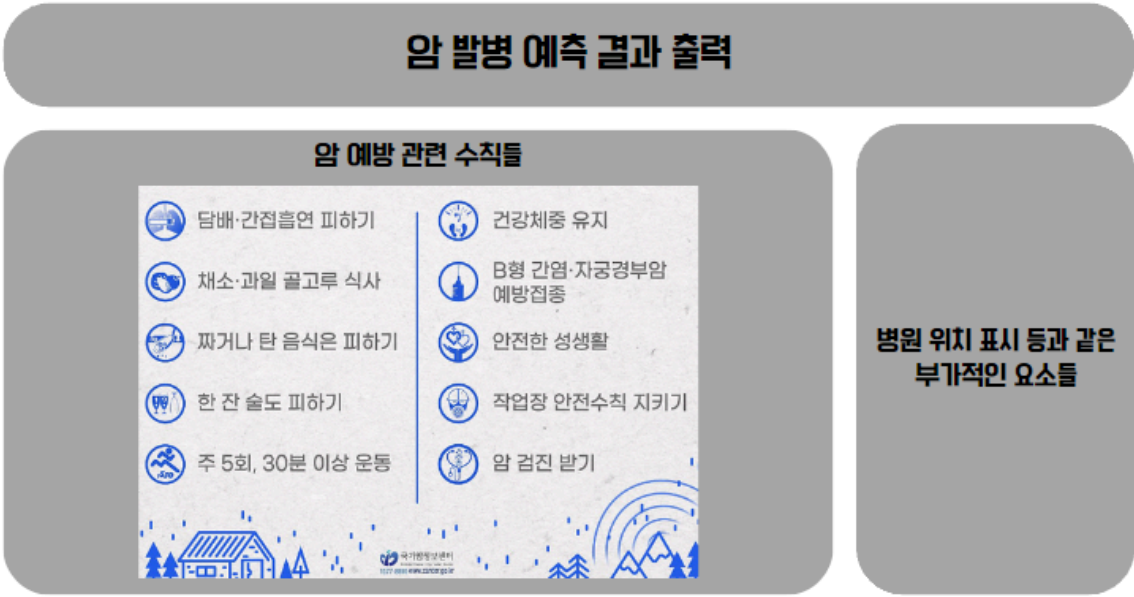 암 발병 예측 결과 출력
암 예방 관련 수칙들
담배·간접흡연 피하기
채소·과일 골고루 식사
짜거나 탄 음식은 피하기
한 잔 술도 피하기
주 5회, 30분 이상 운동
건강체중 유지
B형 간염·자궁경부암
예방접종
안전한 성생활
작업장 안전수칙 지키기
암 검진 받기
국가암정보센터
www.cancer.go.kr
병원 위치 표시 등과 같은
부가적인 요소들